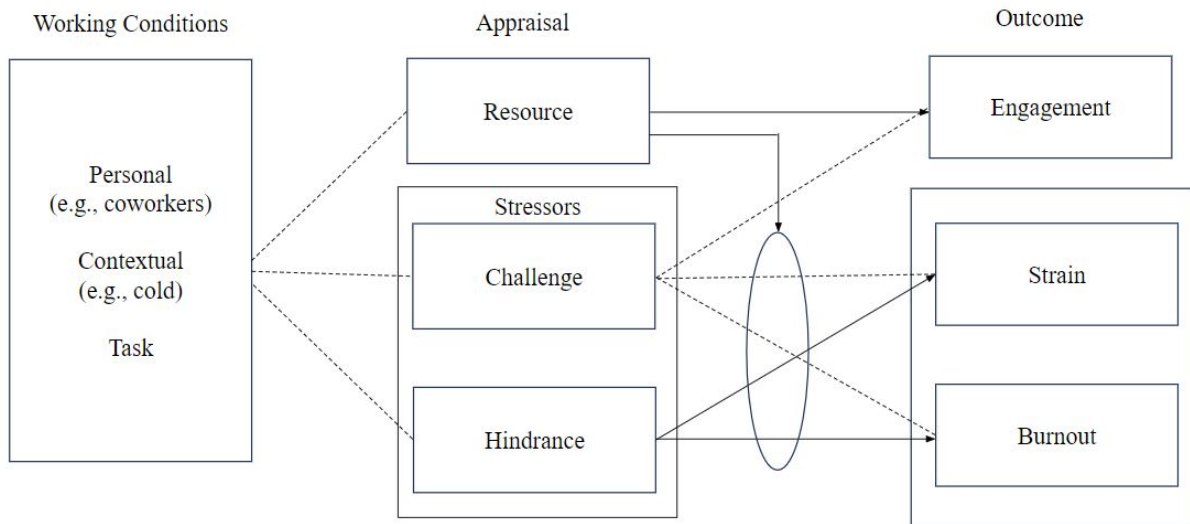 Working Conditions
Appraisal
Outcome
Personal
(e.g., coworkers)
Contextual
(e.g., cold)
Task
Resource
Stressors
Challenge
Hindrance
Engagement
Strain
Burnout